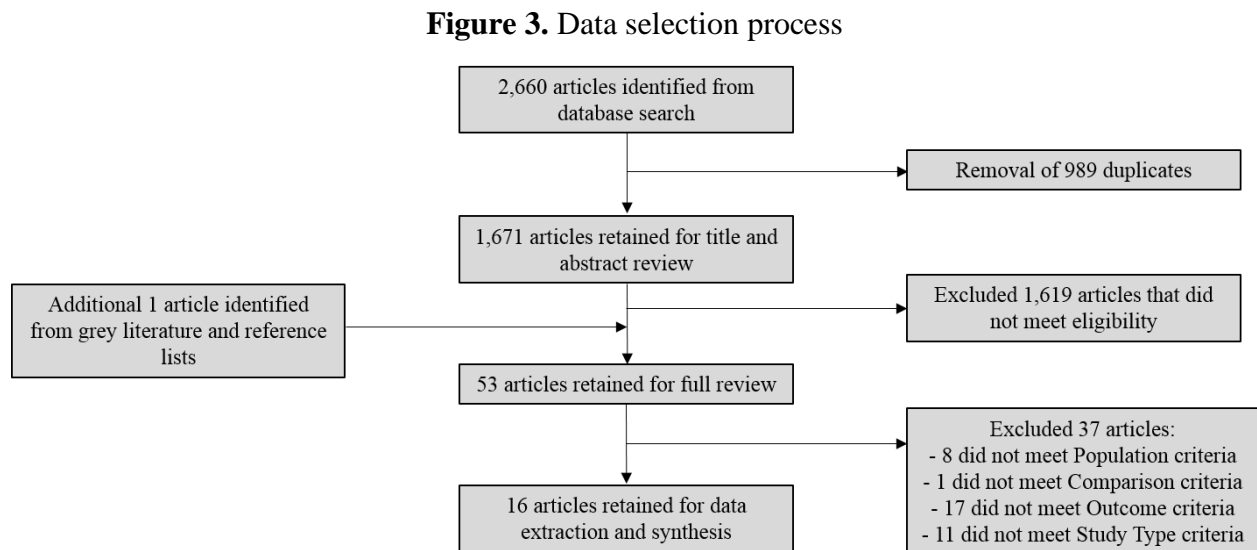 Figure 3. Data selection process
2,660 articles identified from
database search
Removal of 989 duplicates
1,671 articles retained for title and
abstract review
Additional 1 article identified
from grey literature and reference
lists
Excluded 1,619 articles that did
not meet eligibility
53 articles retained for full review
Excluded 37 articles:
- 8 did not meet Population criteria
- 1 did not meet Comparison criteria
- 17 did not meet Outcome criteria
- 11 did not meet Study Type criteria
16 articles retained for data
extraction and synthesis